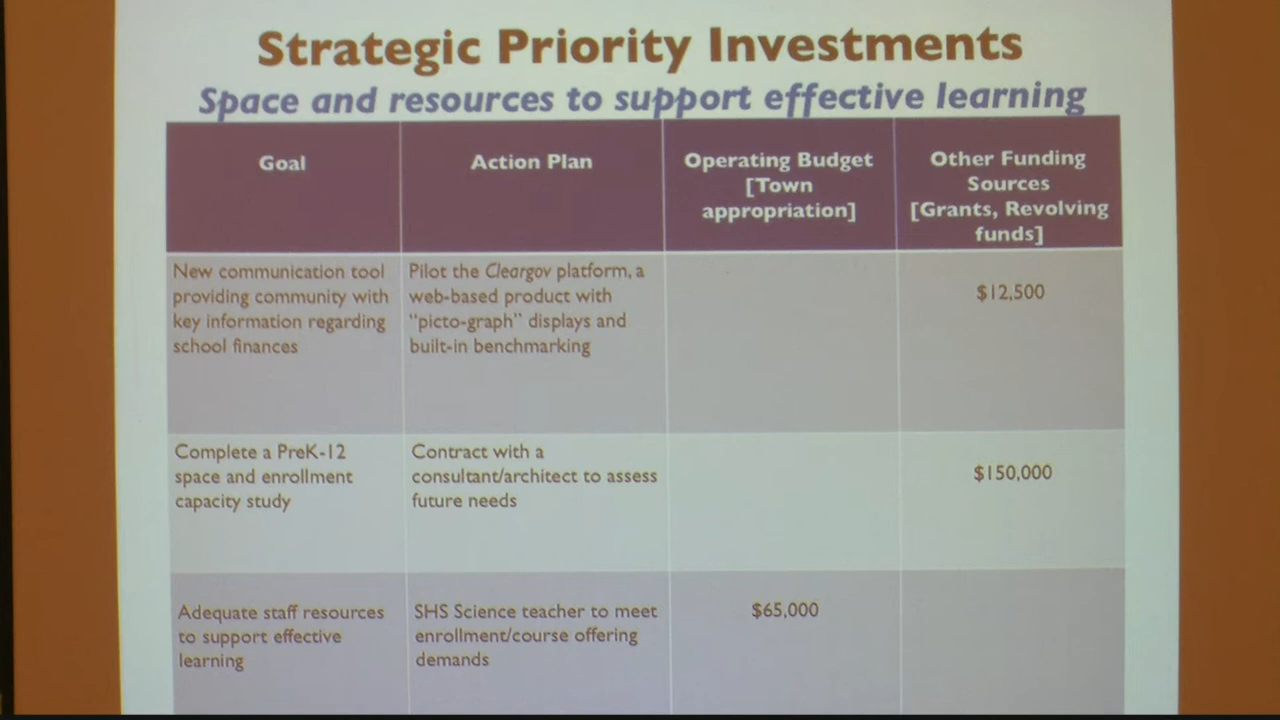 Strategic Priority Investments
Space and resources to support effective learning
Goal
Action Plan
Operating Budget
[Town
appropriation]
Other Funding
Sources
[Grants, Revolving
funds]
New communication tool
providing community with
key information regarding
school finances
Pilot the Cleargov platform, a
web-based product with
"picto-graph" displays and
built-in benchmarking
$12,500
Complete a PreK-12
space and enrollment
capacity study
Contract with a
consultant/architect to assess
future needs
$150,000
Adequate staff resources
to support effective
learning
SHS Science teacher to meet
enrollment/course offering
demands
$65,000